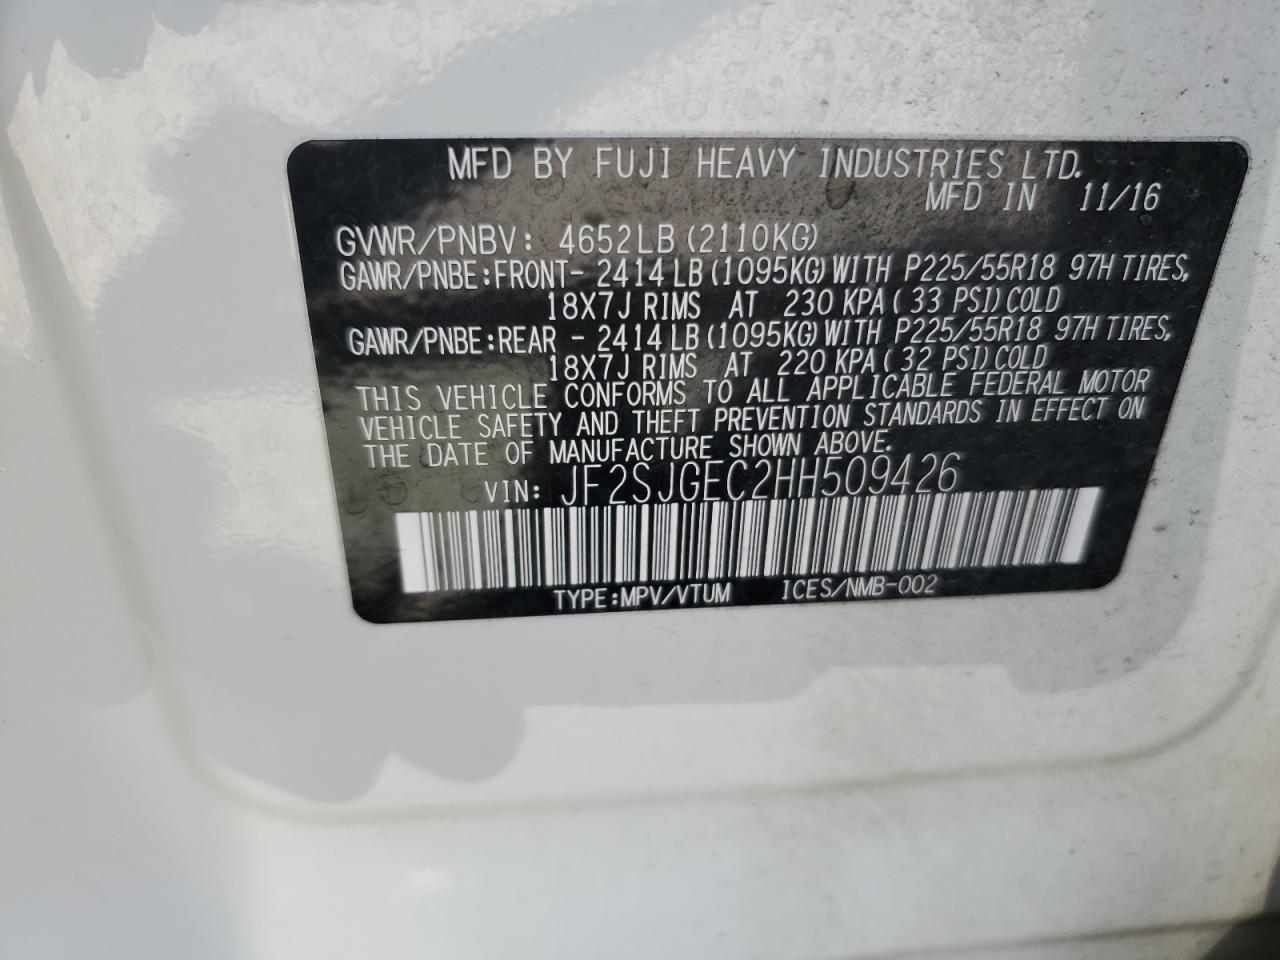 MFD BY FUJI HEAVY INDUSTRIES LTD.
MFD IN 11/16
GVWR/PNBV: 4652LB (2110KG)
GAWR/PNBE:FRONT- 2414LB (1095KG) WITH P225/55R18 97H TIRES,
18X7J RIMS AT 230 KPA ( 33 PSI) COLD
GAWR/PNBE:REAR - 2414LB (1095KG) WITH P225/55R18 97H TIRES,
18X7J RIMS AT 220 KPA ( 32 PSI) COLD
THIS VEHICLE CONFORMS TO ALL APPLICABLE FEDERAL MOTOR
VEHICLE SAFETY AND THEFT PREVENTION STANDARDS IN EFFECT ON
THE DATE OF MANUFACTURE SHOWN ABOVE.
VIN: JF2SJGEC2HH509426
TYPE:MPV/VTUM ICES/NMB-002